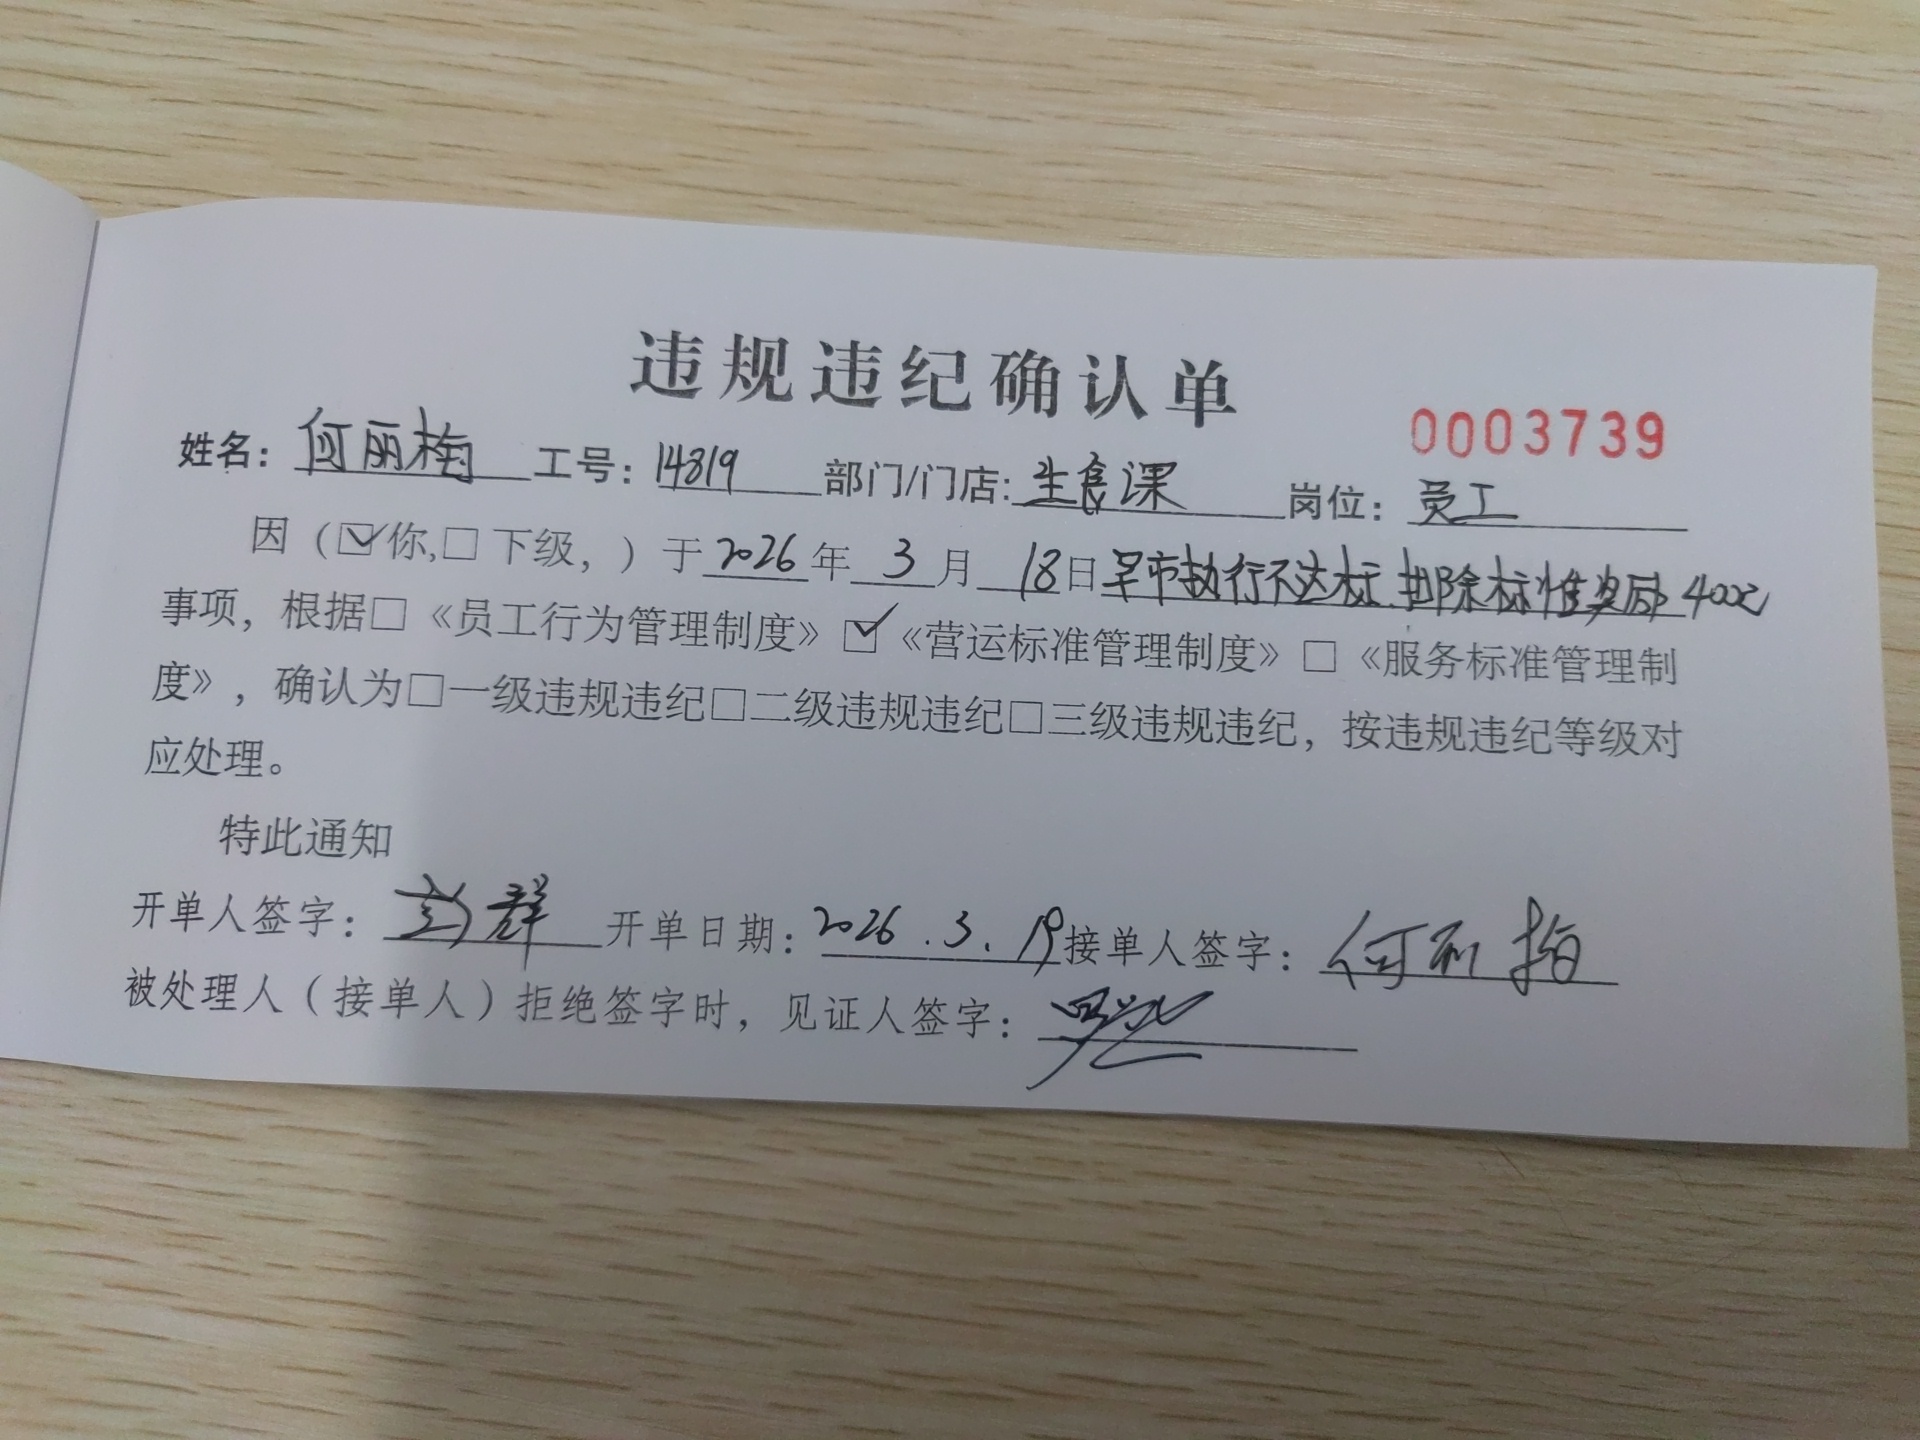 违规违纪确认单
0003739
姓名：何丽梅 工号：14819 部门/门店：生食课 岗位：员工
因（☑你,□下级，）于2026年3月18日早市执行不达标.扣除标准奖励400元
事项，根据□《员工行为管理制度》☑《营运标准管理制度》□《服务标准管理制
度》，确认为□一级违规违纪□二级违规违纪□三级违规违纪，按违规违纪等级对
应处理。
特此通知
开单人签字： 群 开单日期：2026.3.19 接单人签字：何丽梅
被处理人（接单人）拒绝签字时，见证人签字：